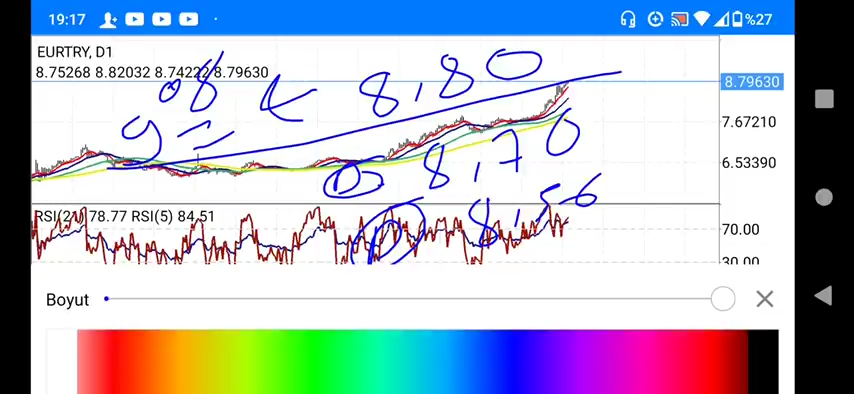 19:17 %27
EURTRY, D1
8.75268 8.82032 8.74222 8.79630
8.79630
8.80
7.67210
8.70
6.53390
8.56
RSI(21) 78.77 RSI(5) 84.51
70.00
30.00
Boyut